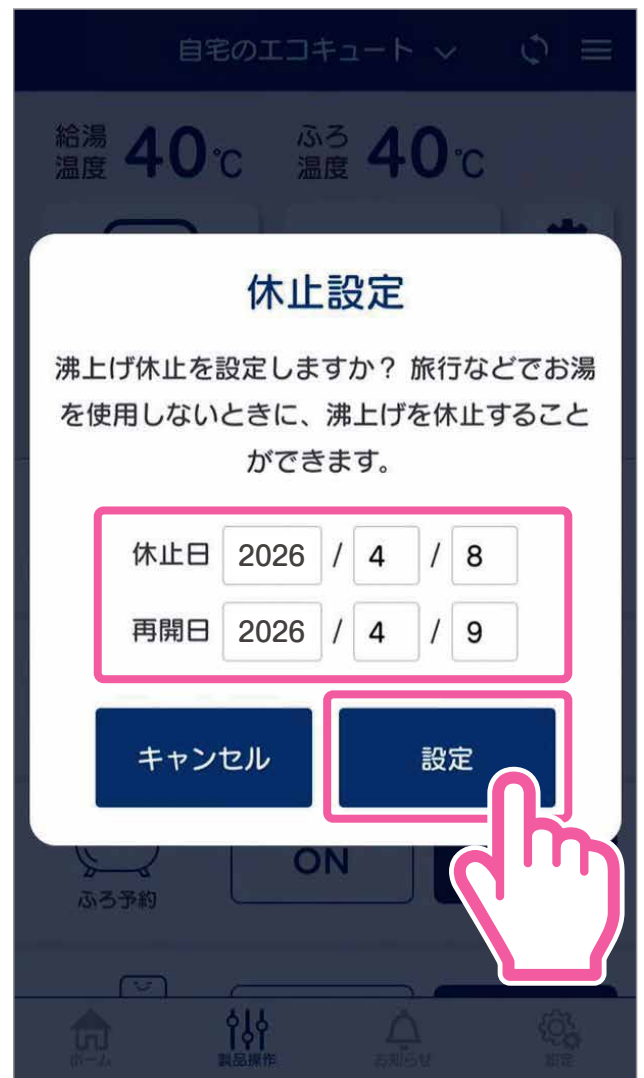 自宅のエコキュート
給湯温度 40℃ ふろ温度 40℃
休止設定
沸上げ休止を設定しますか？ 旅行などでお湯
を使用しないときに、沸上げを休止すること
ができます。
休止日 2026 / 4 / 8
再開日 2026 / 4 / 9
キャンセル 設定
ON
ふろ予約
ホーム 製品操作 お知らせ 設定